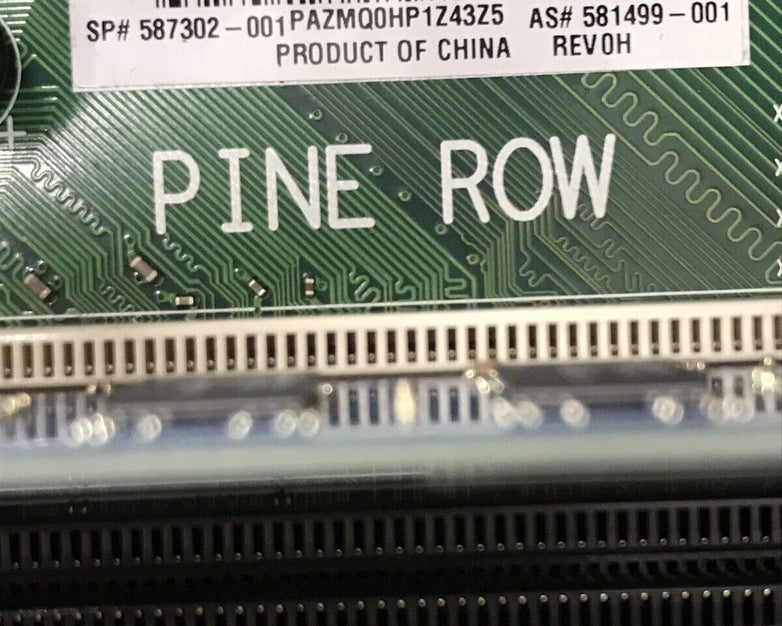 SP# 587302-001 PAZMQ0HP1Z43Z5 AS# 581499-001
PRODUCT OF CHINA REV0H
PINE ROW